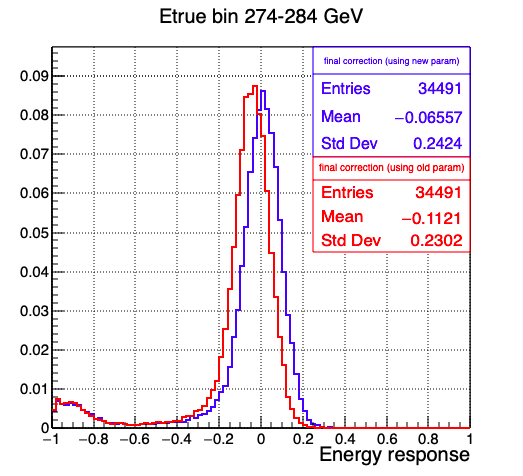 Etrue bin 274-284 GeV
final correction (using new param)
Entries 34491
Mean −0.06557
Std Dev 0.2424
final correction (using old param)
Entries 34491
Mean −0.1121
Std Dev 0.2302
0.09
0.08
0.07
0.06
0.05
0.04
0.03
0.02
0.01
0
−1 −0.8 −0.6 −0.4 −0.2 0 0.2 0.4 0.6 0.8 1
Energy response